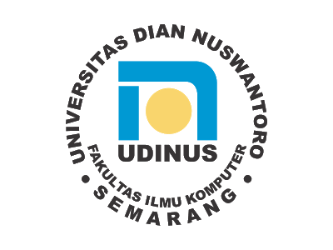 UNIVERSITAS DIAN NUSWANTORO
UDINUS
FAKULTAS ILMU KOMPUTER
• SEMARANG •